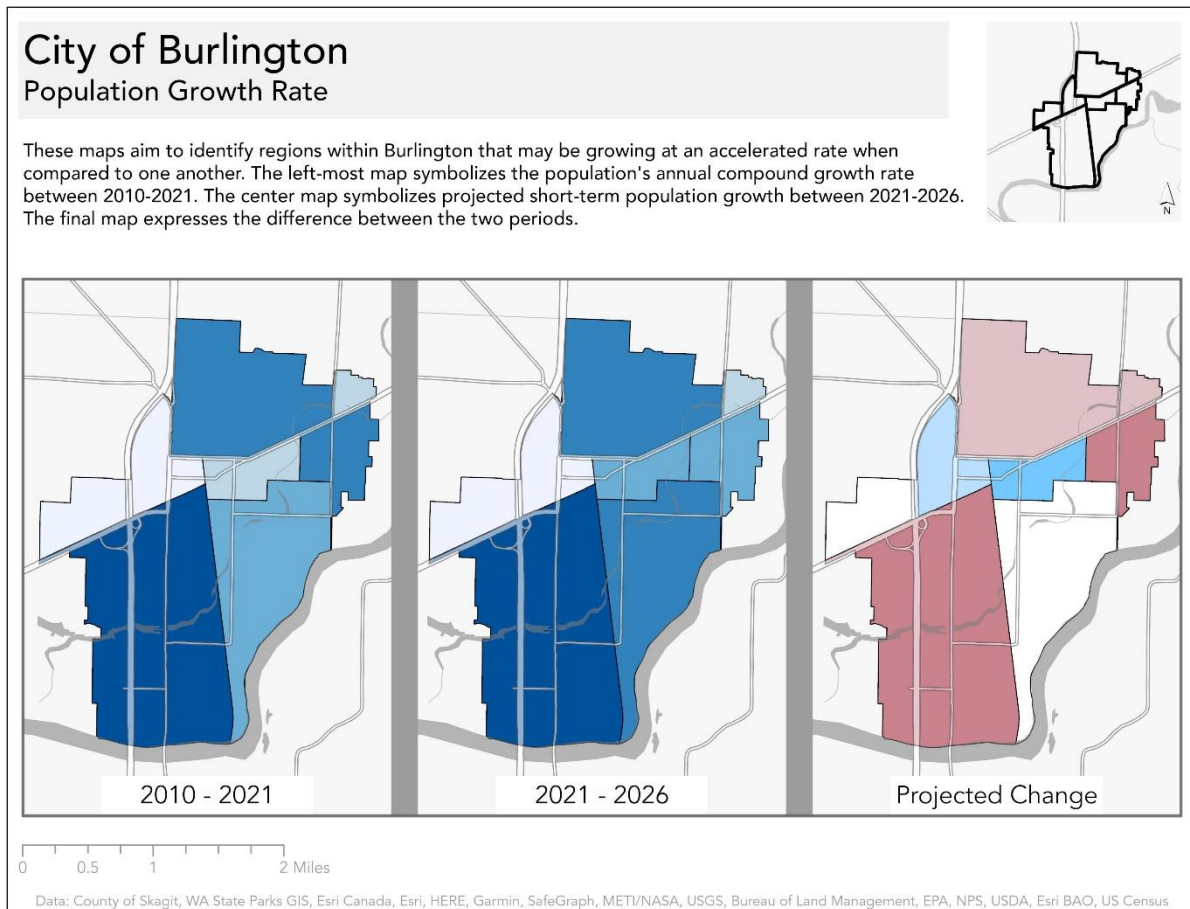 City of Burlington
Population Growth Rate
These maps aim to identify regions within Burlington that may be growing at an accelerated rate when
compared to one another. The left-most map symbolizes the population's annual compound growth rate
between 2010-2021. The center map symbolizes projected short-term population growth between 2021-2026.
The final map expresses the difference between the two periods.
N
2010 - 2021
2021 - 2026
Projected Change
0 0.5 1 2 Miles
Data: County of Skagit, WA State Parks GIS, Esri Canada, Esri, HERE, Garmin, SafeGraph, METI/NASA, USGS, Bureau of Land Management, EPA, NPS, USDA, Esri BAO, US Census